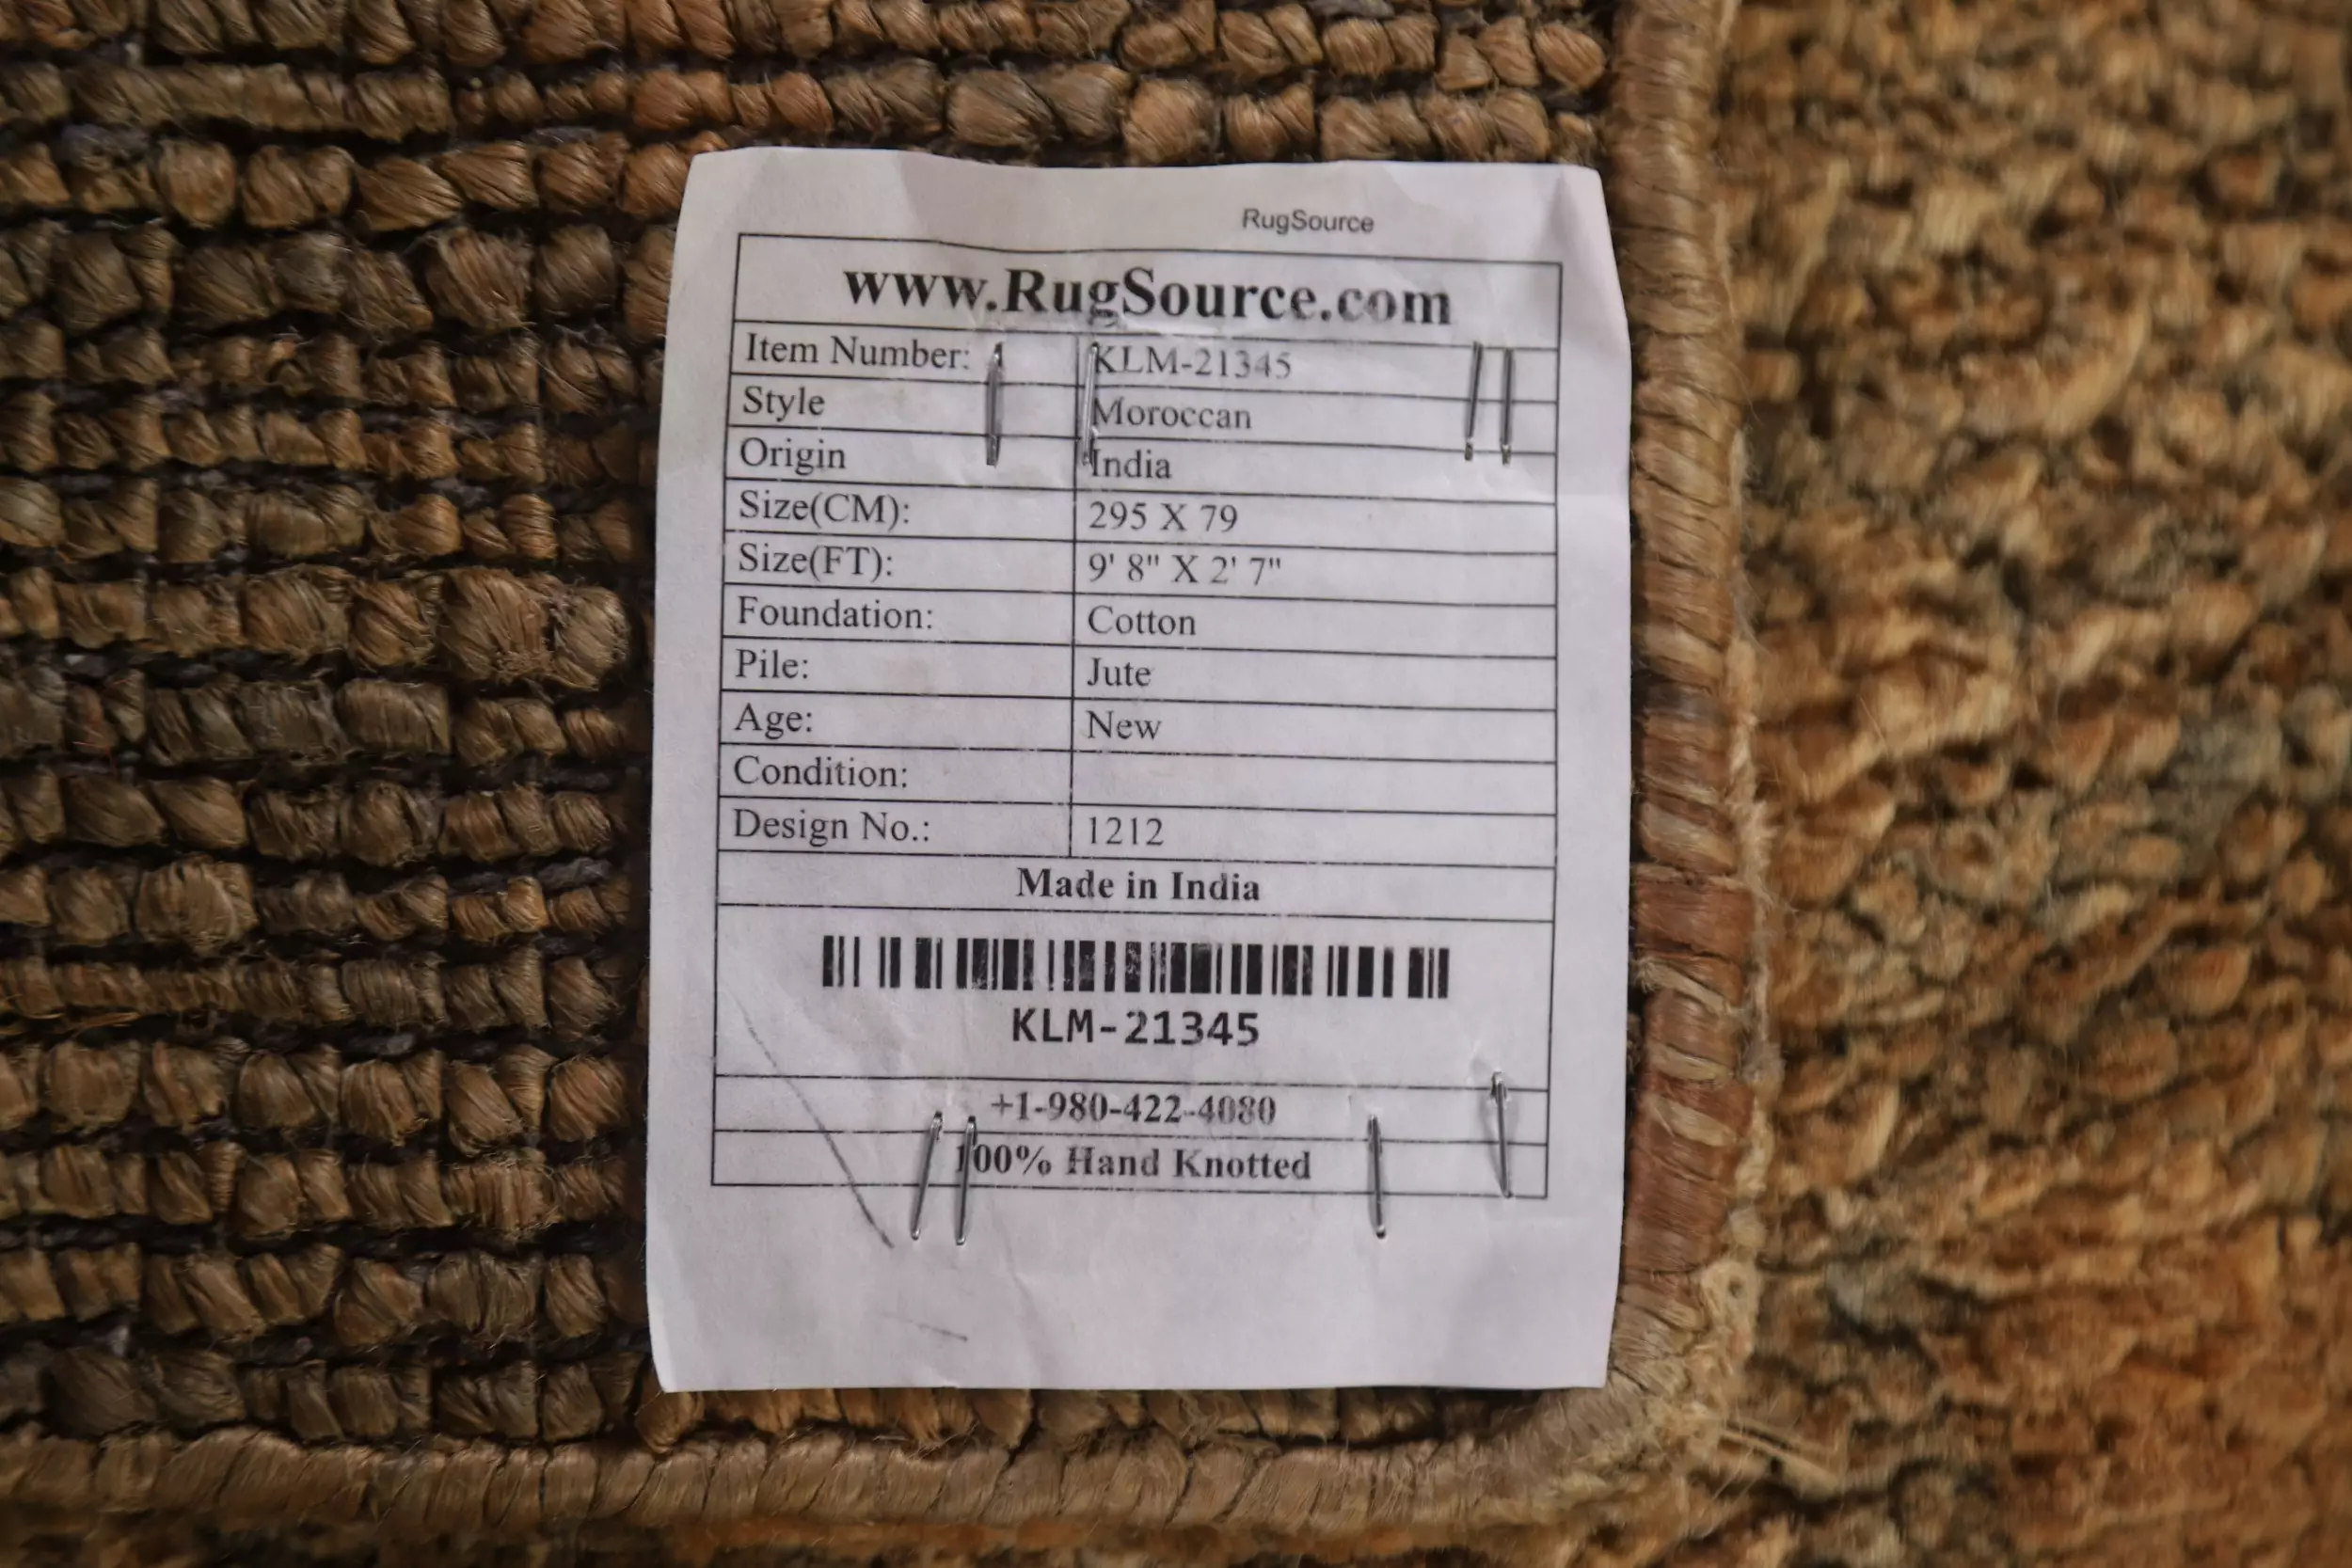 RugSource
www.RugSource.com
Item Number: KLM-21345
Style Moroccan
Origin India
Size(CM): 295 X 79
Size(FT): 9' 8" X 2' 7"
Foundation: Cotton
Pile: Jute
Age: New
Condition:
Design No.: 1212
Made in India
KLM-21345
+1-980-422-4080
100% Hand Knotted